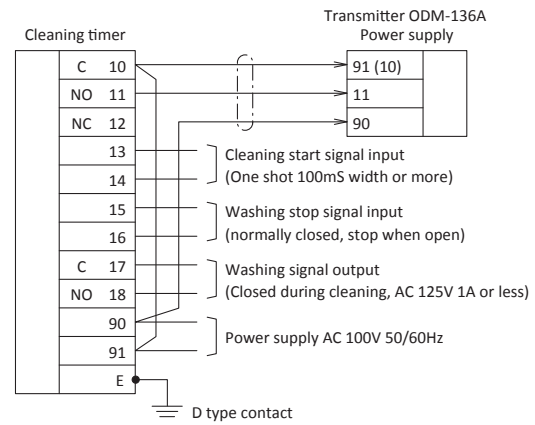 Transmitter ODM-136A
Cleaning timer
Power supply
C 10
91 (10)
NO 11
11
NC 12
90
13
Cleaning start signal input
14
(One shot 100mS width or more)
15
Washing stop signal input
16
(normally closed, stop when open)
C 17
Washing signal output
NO 18
(Closed during cleaning, AC 125V 1A or less)
90
Power supply AC 100V 50/60Hz
91
E
D type contact